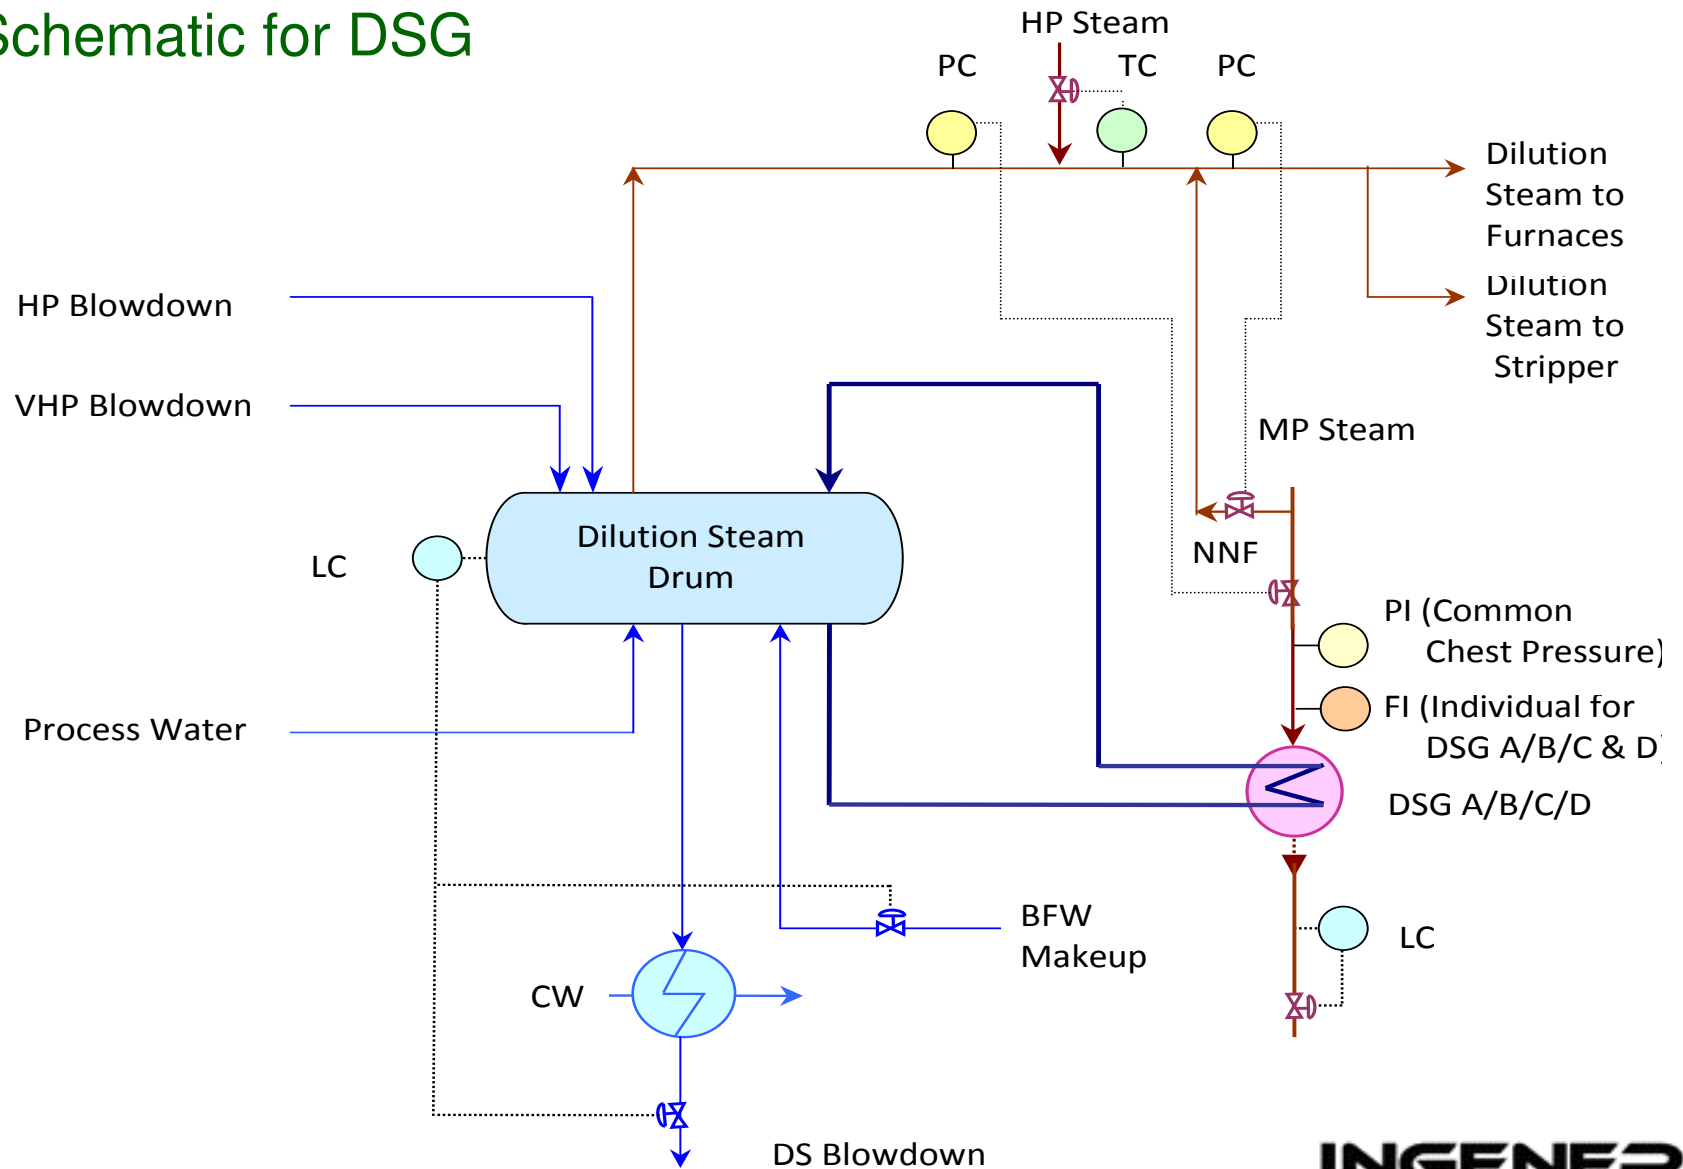 Schematic for DSG
HP Steam
PC
TC
PC
Dilution
Steam to
Furnaces
Dilution
Steam to
Stripper
HP Blowdown
VHP Blowdown
MP Steam
Dilution Steam
Drum
LC
NNF
PI (Common
Chest Pressure)
FI (Individual for
DSG A/B/C & D)
Process Water
DSG A/B/C/D
BFW
Makeup
LC
CW
DS Blowdown